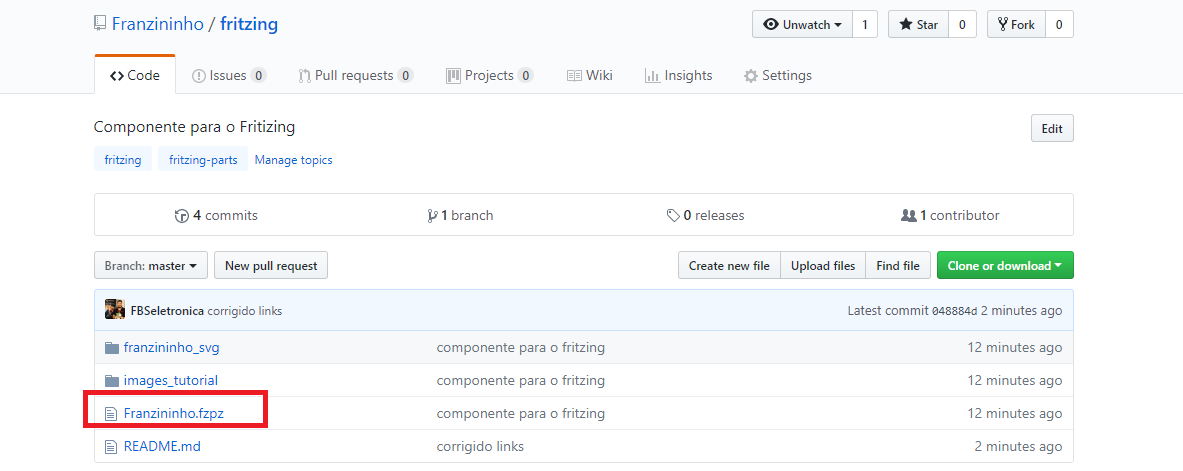 Franzininho / fritzing
Unwatch 1
Star 0
Fork 0
Code
Issues 0
Pull requests 0
Projects 0
Wiki
Insights
Settings
Componente para o Fritizing
Edit
fritzing fritzing-parts Manage topics
4 commits
1 branch
0 releases
1 contributor
Branch: master
New pull request
Create new file
Upload files
Find file
Clone or download
FBSeletronica corrigido links Latest commit 048884d 2 minutes ago
franzininho_svg componente para o fritzing 12 minutes ago
images_tutorial componente para o fritzing 12 minutes ago
Franzininho.fzpz componente para o fritzing 12 minutes ago
README.md corrigido links 2 minutes ago